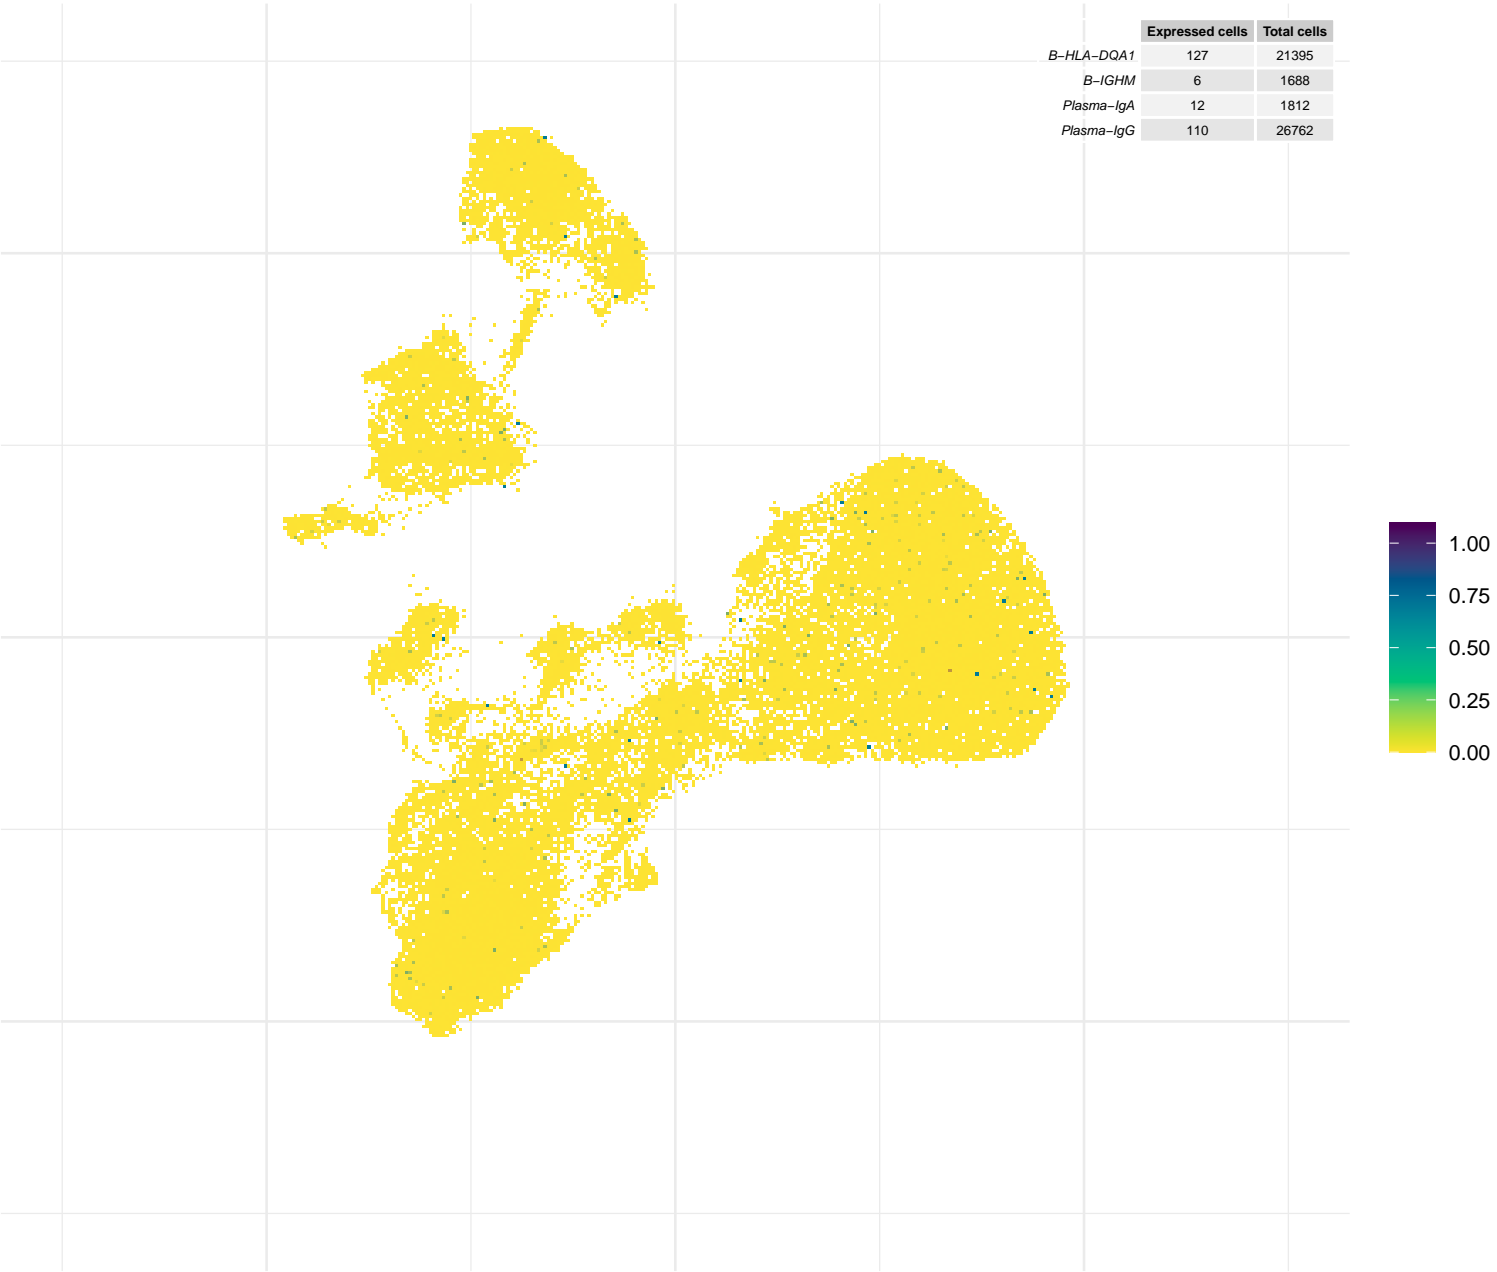 Expressed cells Total cells
B−HLA−DQA1 127 21395
B−IGHM 6 1688
Plasma−IgA 12 1812
Plasma−IgG 110 26762
1.00
0.75
0.50
0.25
0.00